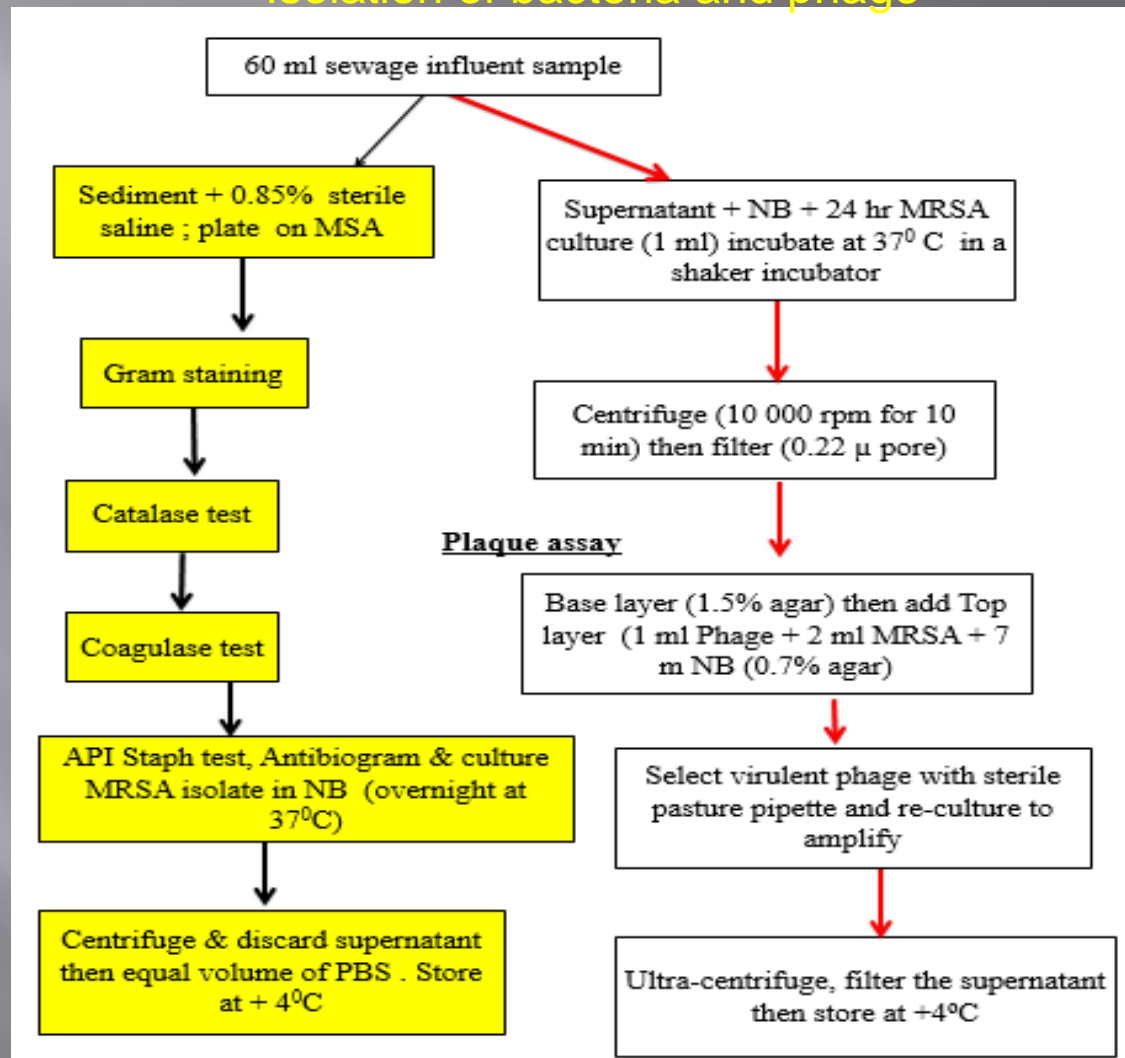 Isolation of bacteria and phage
60 ml sewage influent sample
Sediment + 0.85% sterile
saline ; plate on MSA
Gram staining
Catalase test
Coagulase test
API Staph test, Antibiogram & culture
MRSA isolate in NB (overnight at
37⁰C)
Centrifuge & discard supernatant
then equal volume of PBS . Store
at + 4⁰C
Supernatant + NB + 24 hr MRSA
culture (1 ml) incubate at 37⁰ C in a
shaker incubator
Centrifuge (10 000 rpm for 10
min) then filter (0.22 µ pore)
Plaque assay
Base layer (1.5% agar) then add Top
layer (1 ml Phage + 2 ml MRSA + 7
m NB (0.7% agar)
Select virulent phage with sterile
pasture pipette and re-culture to
amplify
Ultra-centrifuge, filter the supernatant
then store at +4ºC